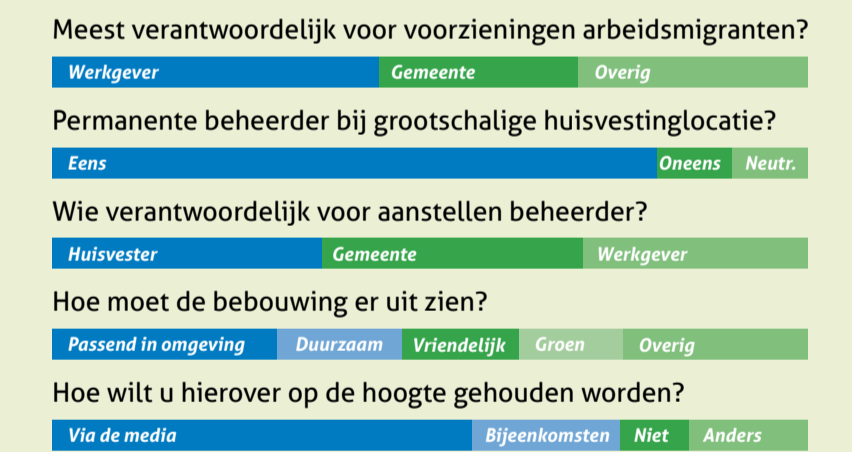 Meest verantwoordelijk voor voorzieningen arbeidsmigranten?
Werkgever Gemeente Overig
Permanente beheerder bij grootschalige huisvestinglocatie?
Eens Oneens Neutr.
Wie verantwoordelijk voor aanstellen beheerder?
Huisvester Gemeente Werkgever
Hoe moet de bebouwing er uit zien?
Passend in omgeving Duurzaam Vriendelijk Groen Overig
Hoe wilt u hierover op de hoogte gehouden worden?
Via de media Bijeenkomsten Niet Anders